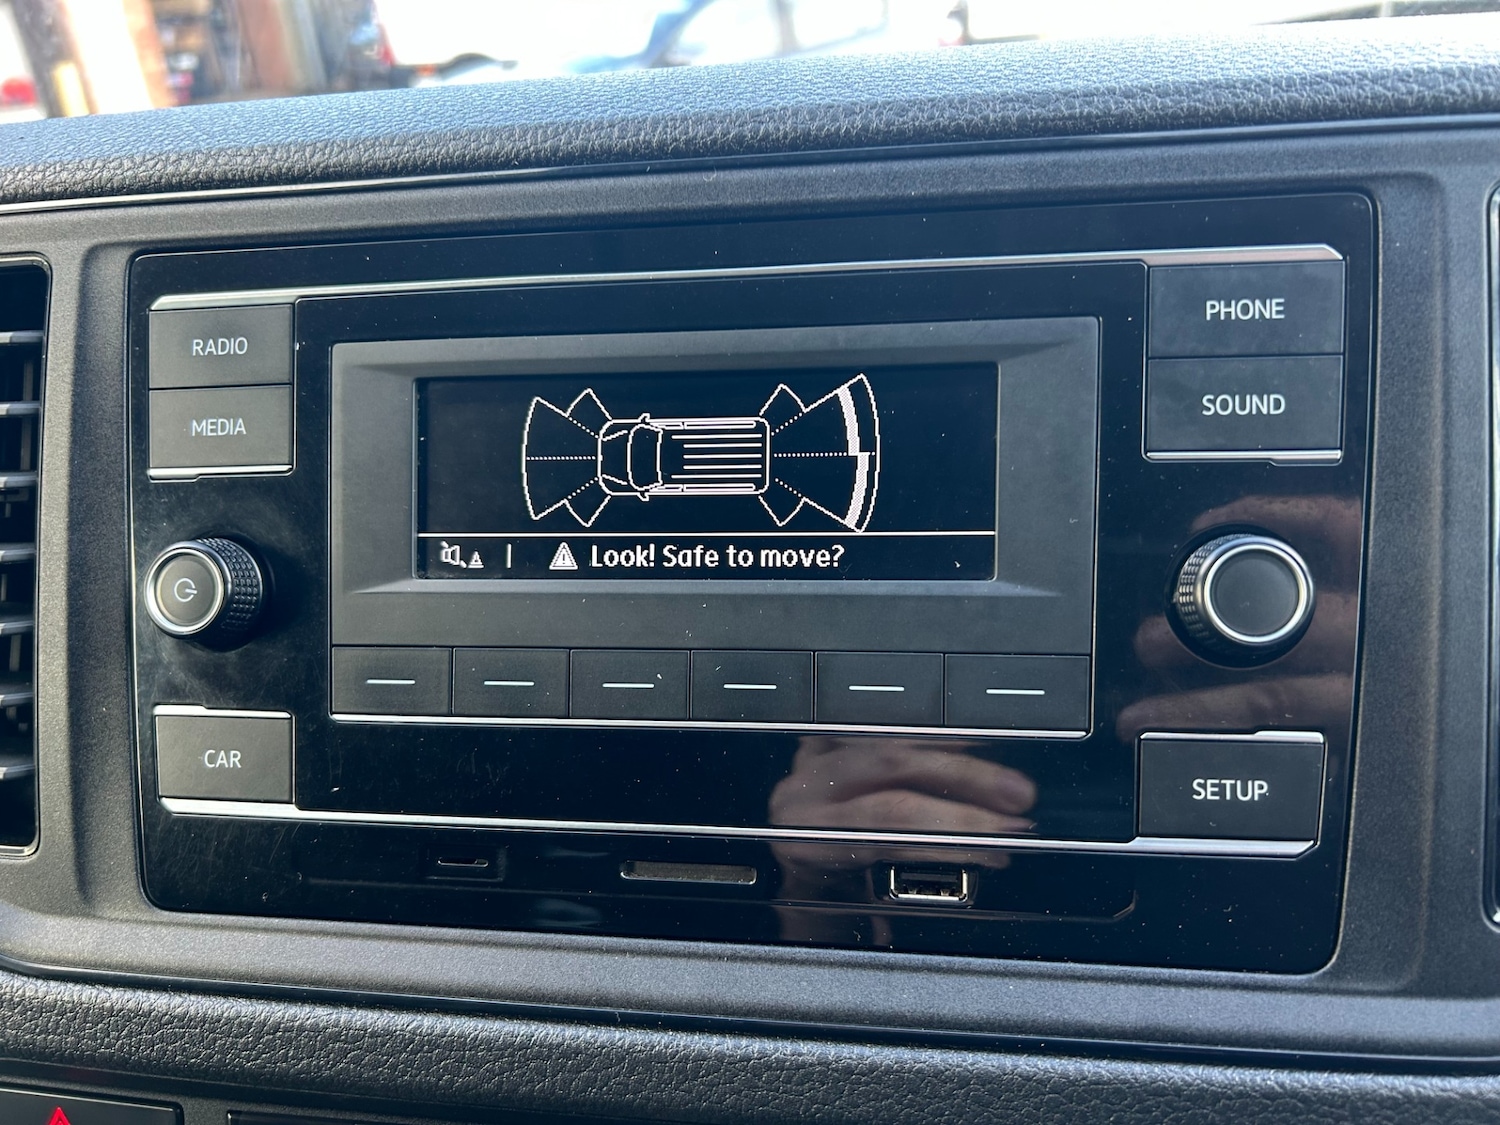 RADIO
MEDIA
PHONE
SOUND
Look! Safe to move?
CAR
SETUP